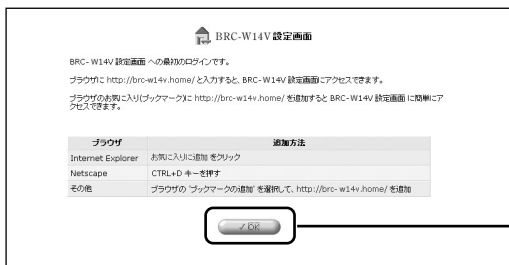 BRC-W14V 設定画面
BRC- W14V 設定画面 への最初のログインです。
ブラウザに http://brc-w14v.home/ と入力すると、BRC-W14V 設定画面にアクセスできます。
ブラウザのお気に入り(ブックマーク)に http://brc-w14v.home/ を追加すると BRC-W14V 設定画面 に簡単にア
クセスできます。
ブラウザ 追加方法
Internet Explorer お気に入りに追加 をクリック
Netscape CTRL+D キーを押す
その他 ブラウザの 'ブックマークの追加' を選択して、http://brc- w14v.home/ を追加
✓ OK